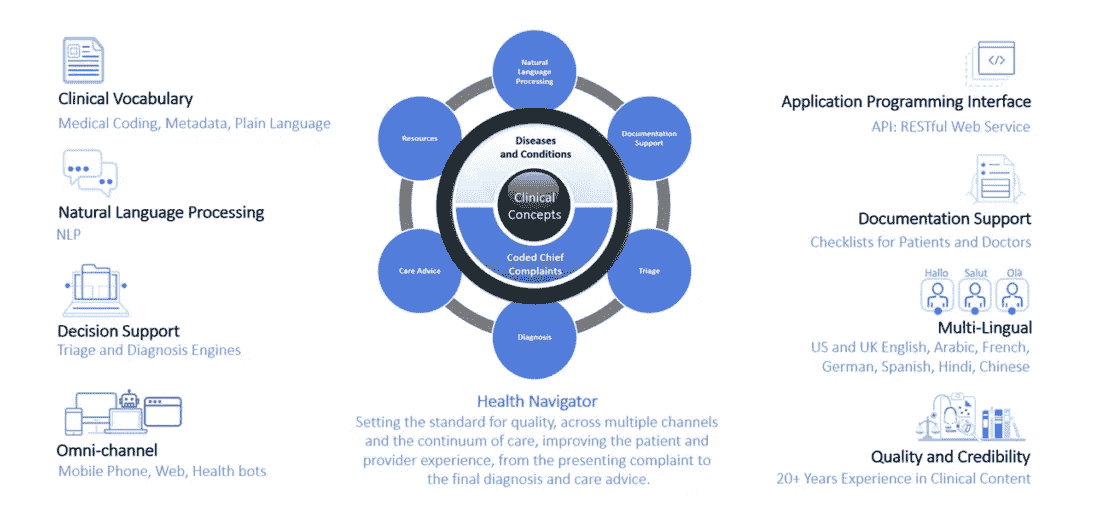 Clinical Vocabulary
Medical Coding, Metadata, Plain Language
Natural Language Processing
NLP
Decision Support
Triage and Diagnosis Engines
Omni-channel
Mobile Phone, Web, Health bots
Natural
Language
Processing
Resources
Documentation
Support
Diseases
and Conditions
Clinical
Concepts
Coded Chief
Complaints
Care Advice
Triage
Diagnosis
Health Navigator
Setting the standard for quality, across multiple channels
and the continuum of care, improving the patient and
provider experience, from the presenting complaint to
the final diagnosis and care advice.
</>
Application Programming Interface
API: RESTful Web Service
Documentation Support
Checklists for Patients and Doctors
Hallo Salut Olà
Multi-Lingual
US and UK English, Arabic, French,
German, Spanish, Hindi, Chinese
Quality and Credibility
20+ Years Experience in Clinical Content